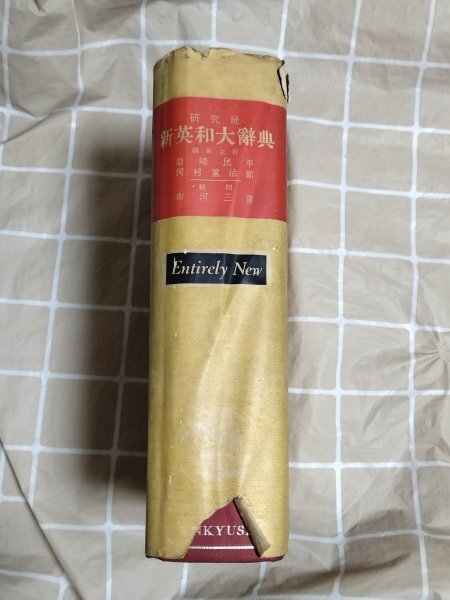 研究社
新英和大辭典
編集主幹
岩崎民平
河村重治郎
顧問
市河三喜
Entirely New
NKYUS